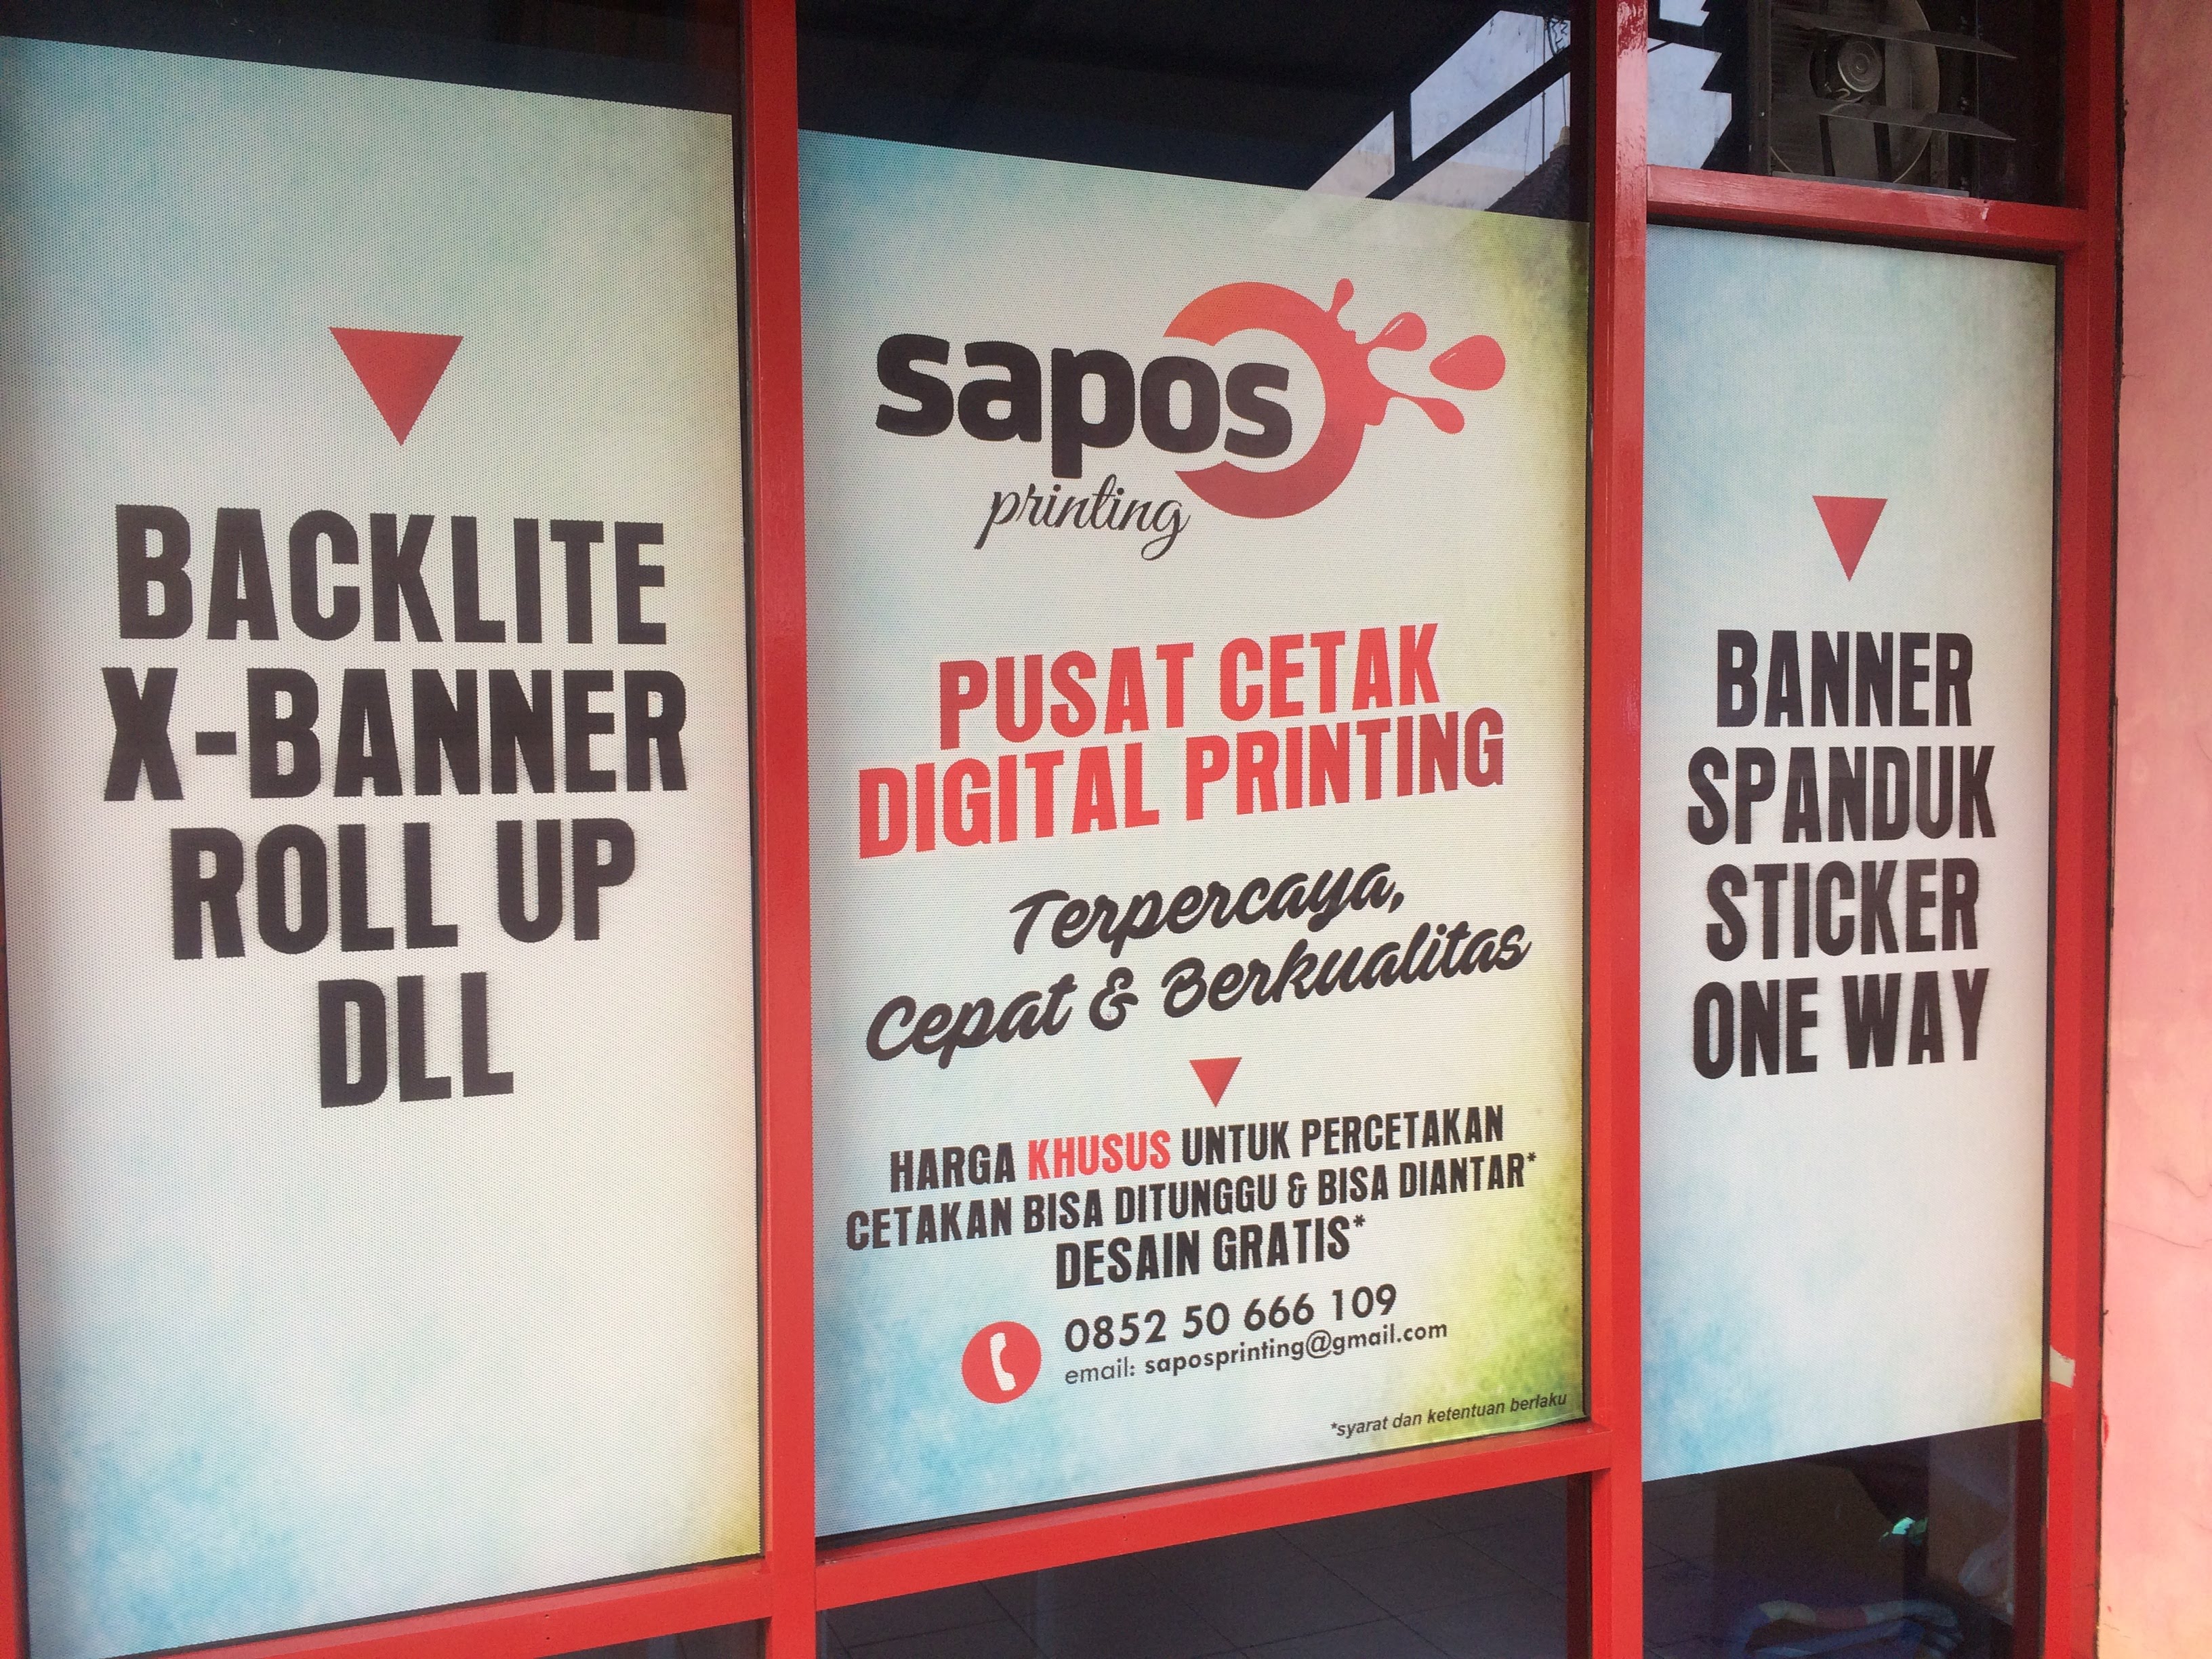 BACKLITE
X-BANNER
ROLL UP
DLL
sapos
printing
PUSAT CETAK
DIGITAL PRINTING
Terpercaya,
Cepat & Berkualitas
HARGA KHUSUS UNTUK PERCETAKAN
CETAKAN BISA DITUNGGU & BISA DIANTAR*
DESAIN GRATIS*
0852 50 666 109
email: saposprinting@gmail.com
*syarat dan ketentuan berlaku
BANNER
SPANDUK
STICKER
ONE WAY